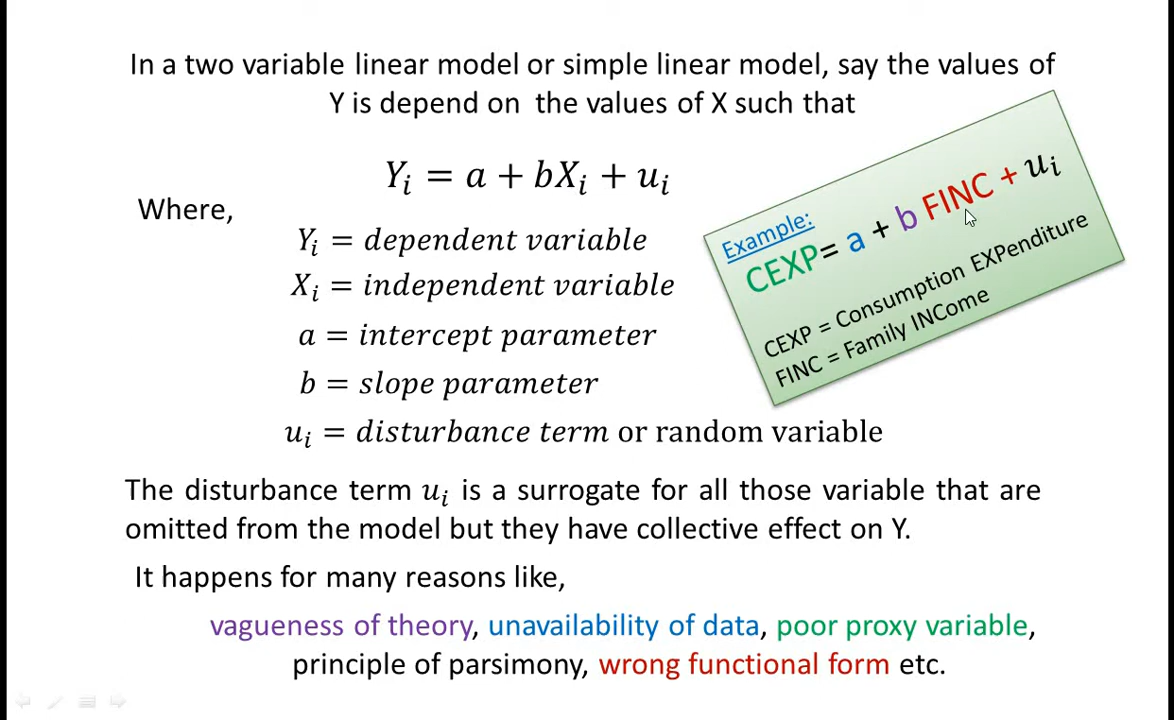 In a two variable linear model or simple linear model, say the values of
Y is depend on the values of X such that
Yᵢ = a + bXᵢ + uᵢ
Where,
Yᵢ = dependent variable
Xᵢ = independent variable
a = intercept parameter
b = slope parameter
uᵢ = disturbance term or random variable
Example:
CEXP= a + b FINC + uᵢ
CEXP = Consumption EXPenditure
FINC = Family INCome
The disturbance term uᵢ is a surrogate for all those variable that are
omitted from the model but they have collective effect on Y.
It happens for many reasons like,
vagueness of theory, unavailability of data, poor proxy variable,
principle of parsimony, wrong functional form etc.